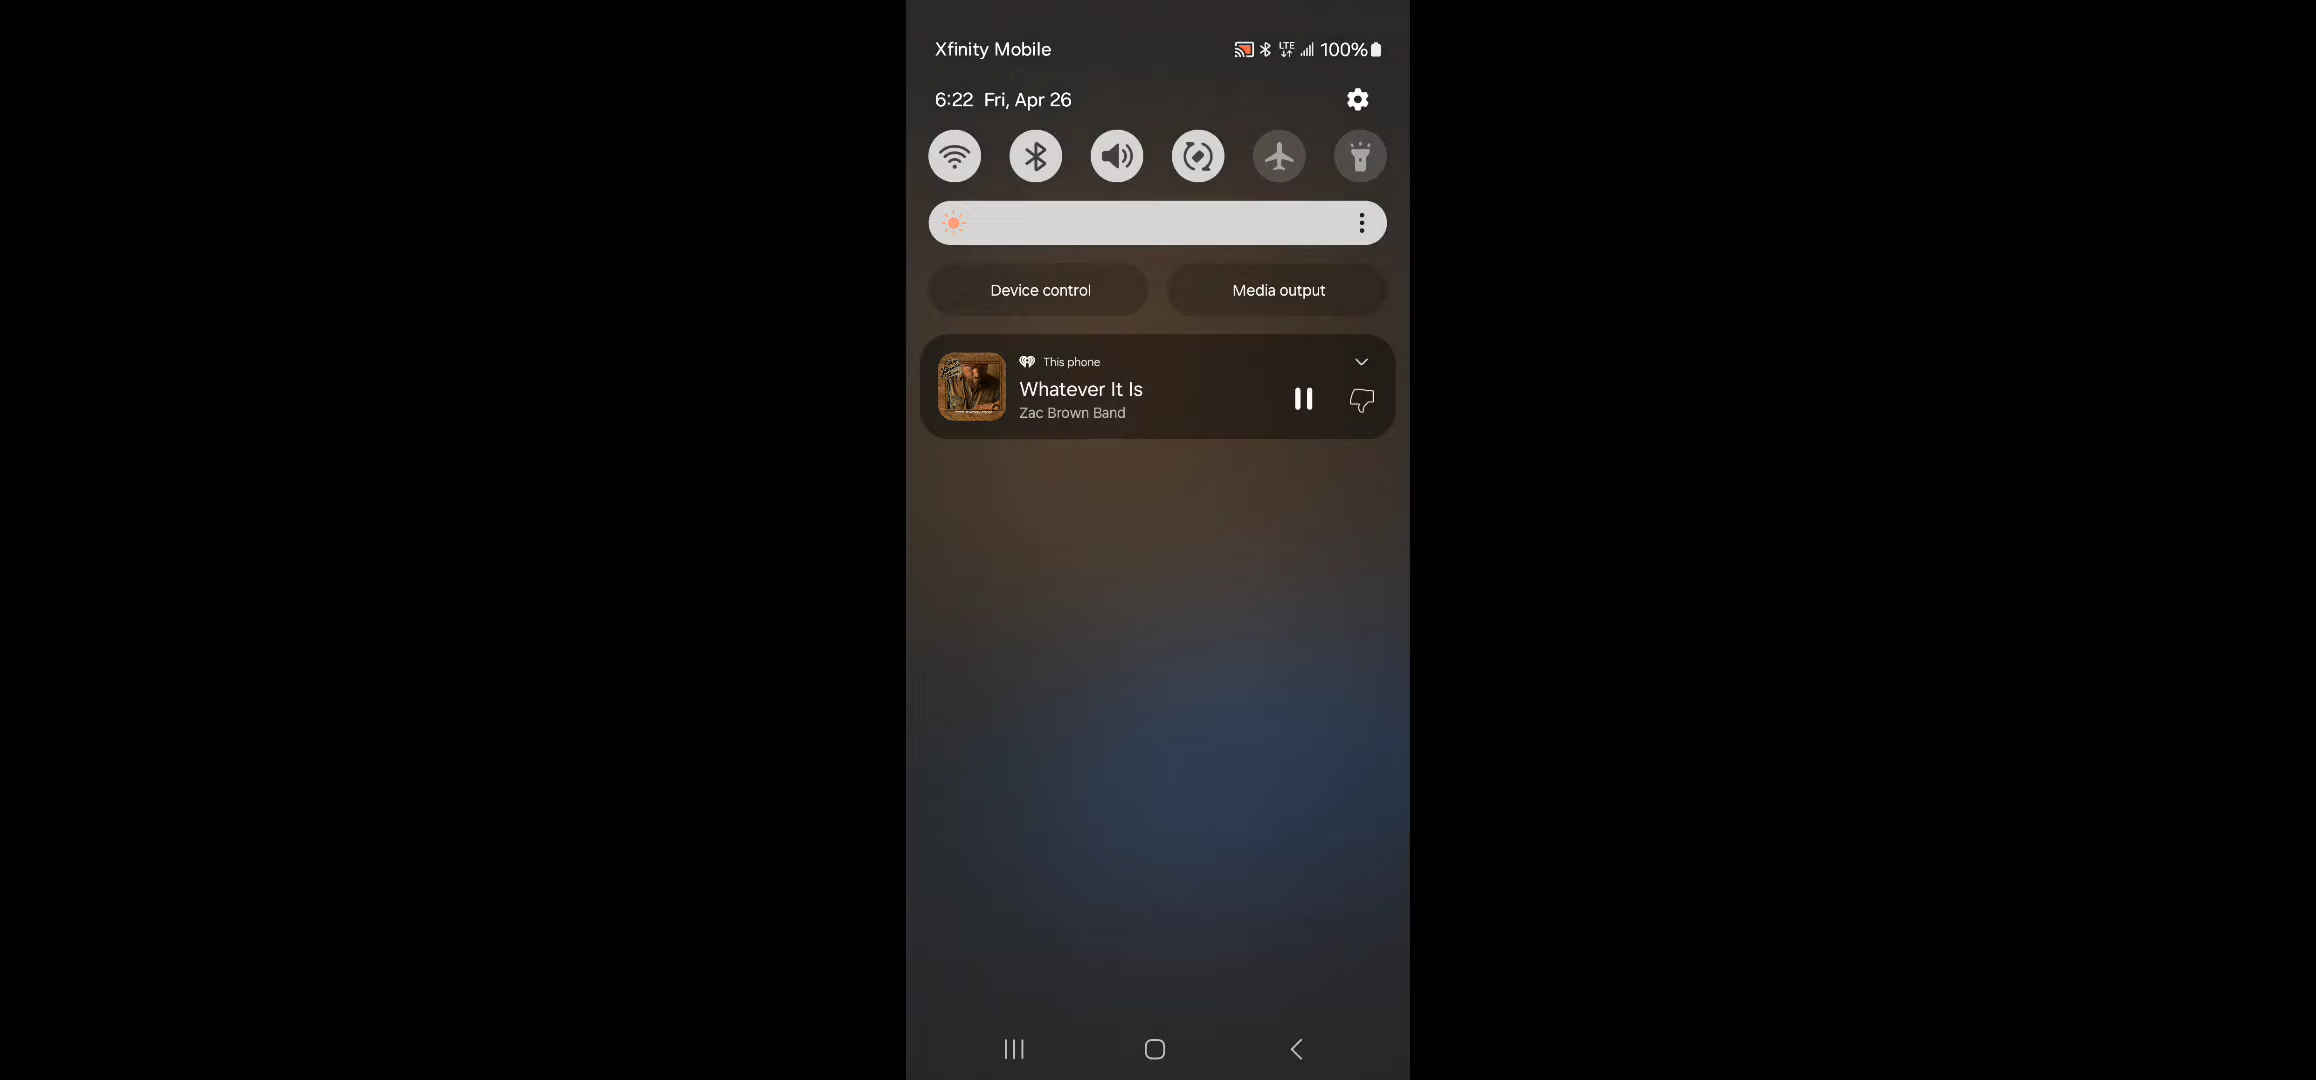 Xfinity Mobile
LTE 100%
6:22 Fri, Apr 26
Device control
Media output
This phone
Whatever It Is
Zac Brown Band